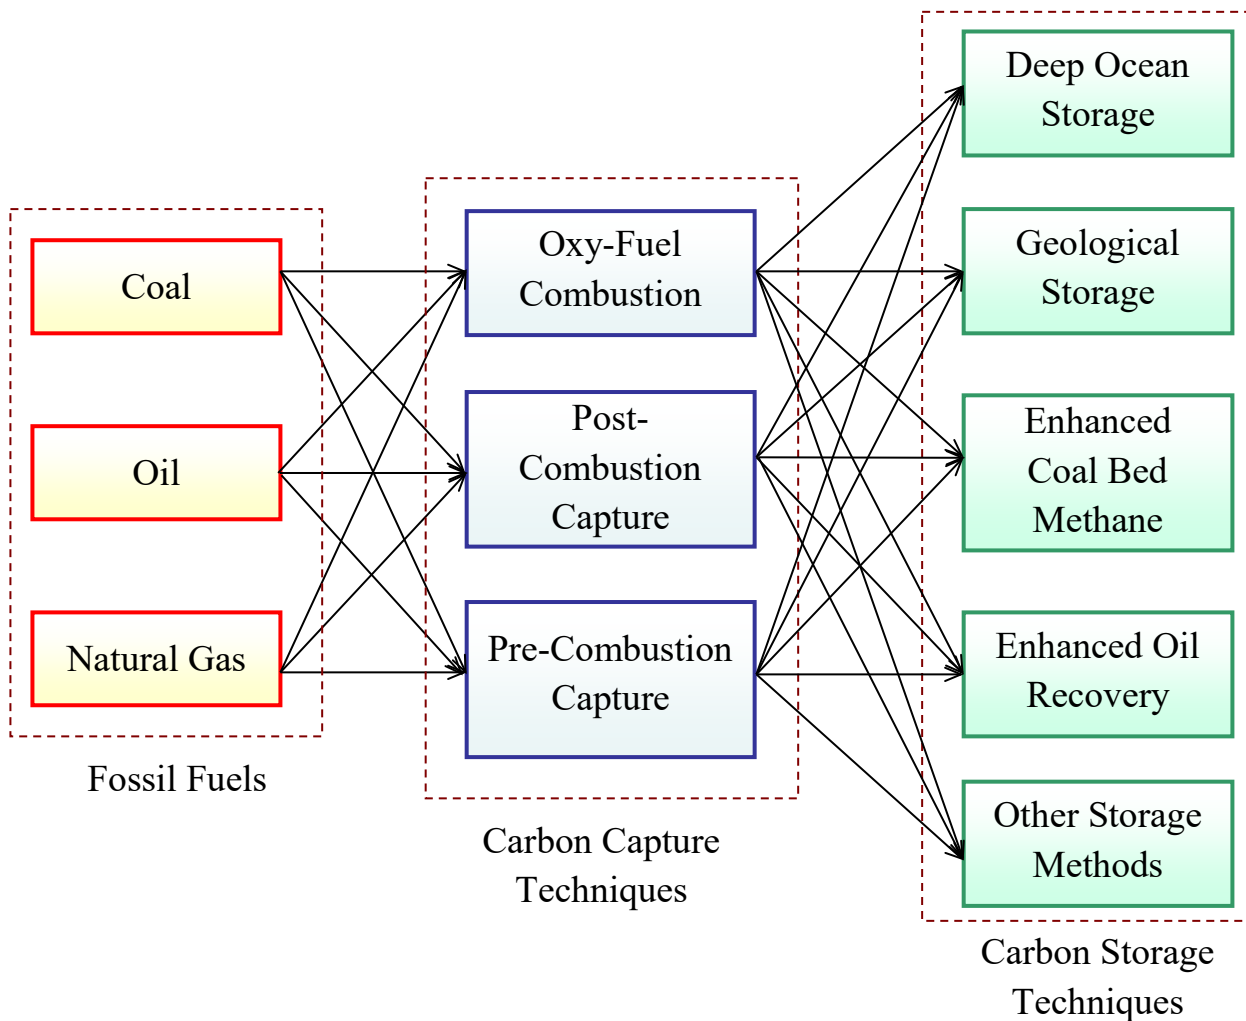 Coal
Oil
Natural Gas
Fossil Fuels
Oxy-Fuel
Combustion
Post-
Combustion
Capture
Pre-Combustion
Capture
Carbon Capture
Techniques
Deep Ocean
Storage
Geological
Storage
Enhanced
Coal Bed
Methane
Enhanced Oil
Recovery
Other Storage
Methods
Carbon Storage
Techniques